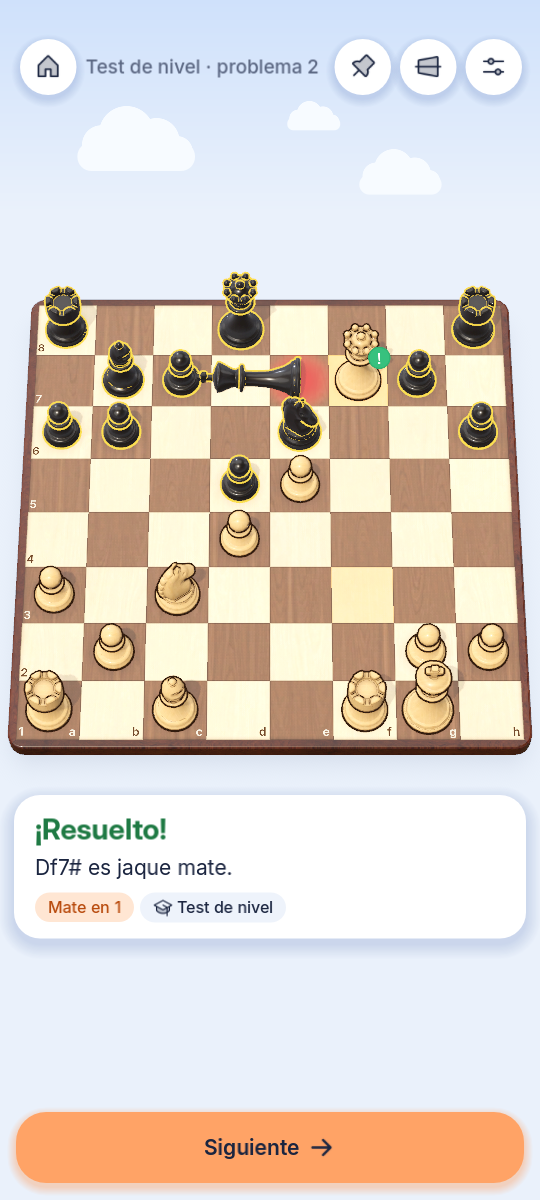 Test de nivel · problema 2
8
7
6
5
4
3
2
1 a b c d e f g h
!
¡Resuelto!
Df7# es jaque mate.
Mate en 1
Test de nivel
Siguiente →